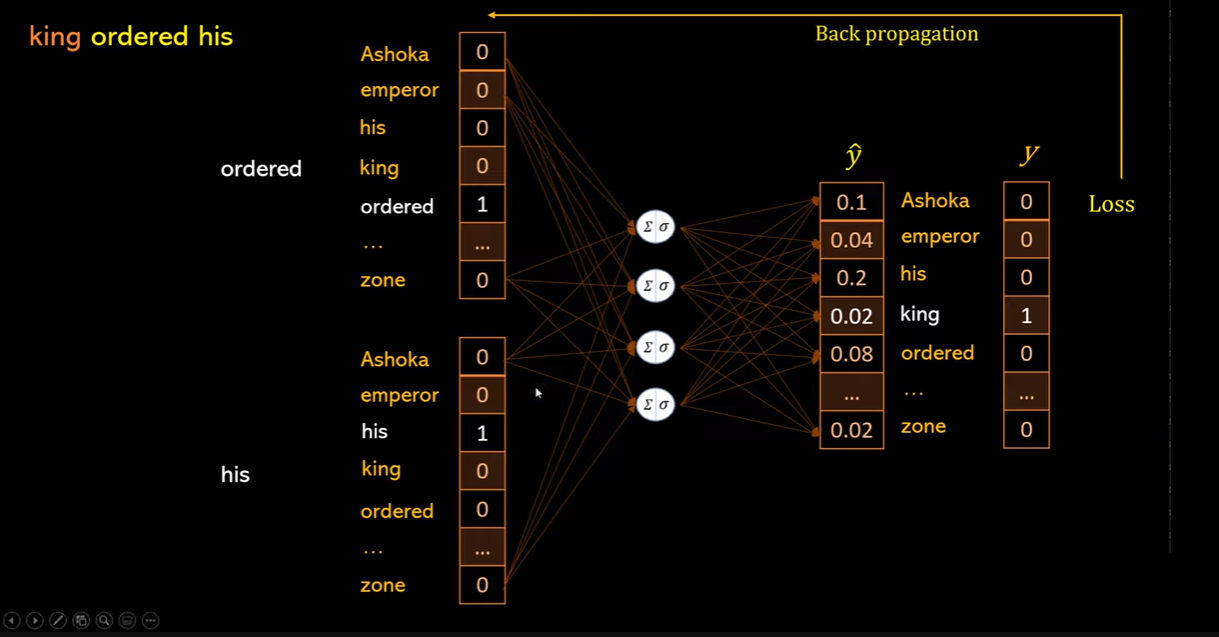 king ordered his
Back propagation
ordered
Ashoka 0
emperor 0
his 0
king 0
ordered 1
... ...
zone 0
his
Ashoka 0
emperor 0
his 1
king 0
ordered 0
... ...
zone 0
Σ σ
Σ σ
Σ σ
Σ σ
ŷ y
0.1 Ashoka 0
0.04 emperor 0
0.2 his 0
0.02 king 1
0.08 ordered 0
... ... ...
0.02 zone 0
Loss